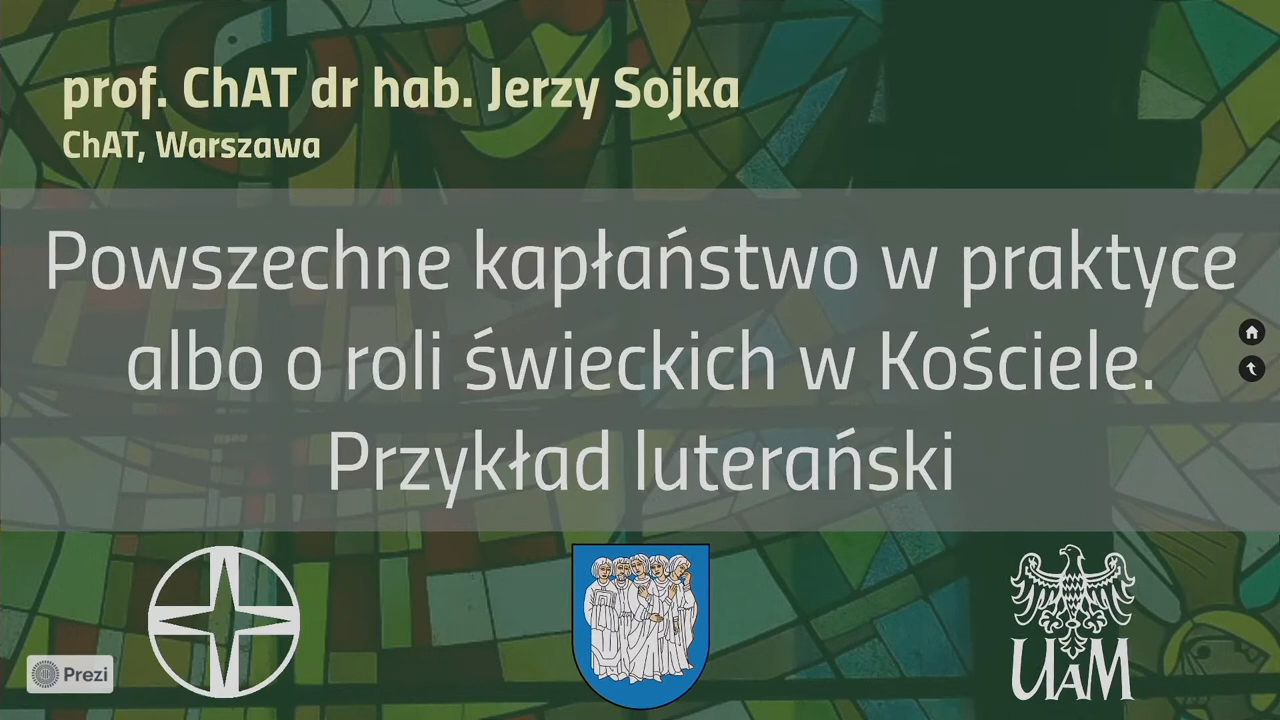 prof. ChAT dr hab. Jerzy Sojka
ChAT, Warszawa
Powszechne kapłaństwo w praktyce
albo o roli świeckich w Kościele.
Przykład luterański
Prezi
UAM